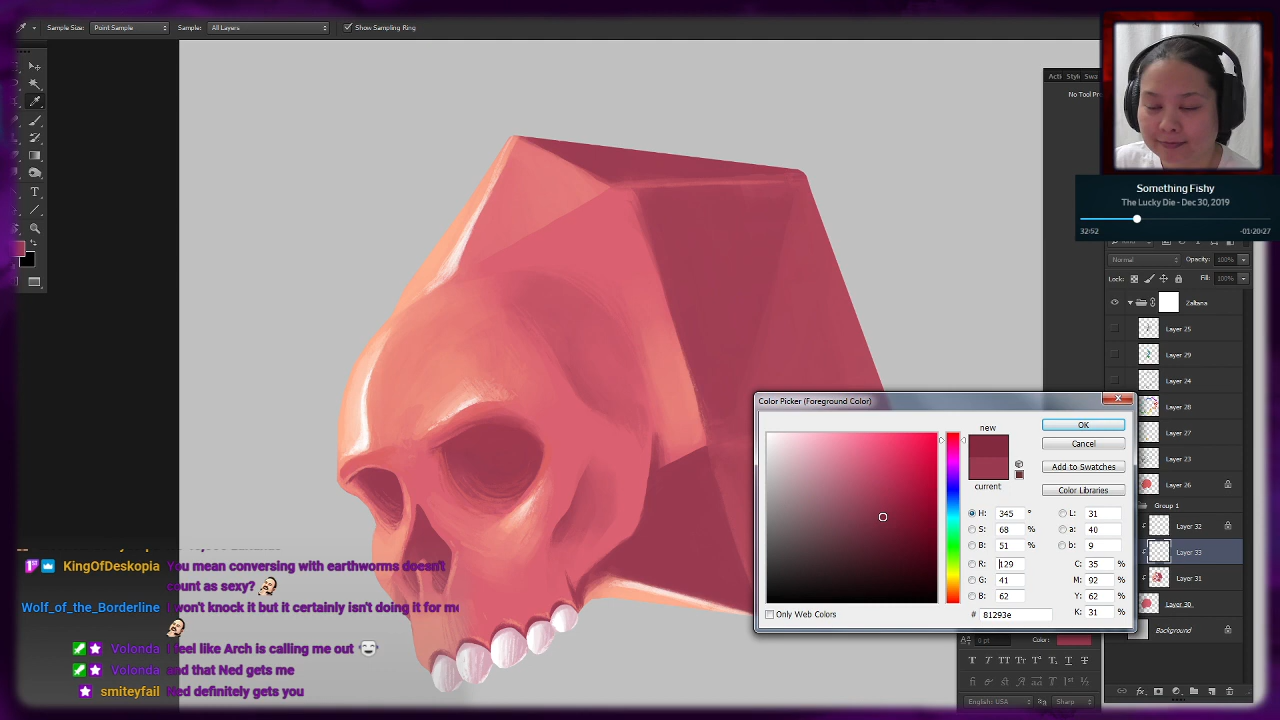 Sample Size: Point Sample Sample: All Layers Show Sampling Ring
Something Fishy
The Lucky Die - Dec 30, 2019
32:52 -01:20:27
Normal Opacity: 100%
Lock: Fill: 100%
Zaltana
Layer 25
Layer 29
Layer 24
Layer 28
Layer 27
Layer 23
Layer 26
Group 1
Layer 32
Layer 33
Layer 31
Layer 30
Background
Color Picker (Foreground Color)
new
current
OK
Cancel
Add to Swatches
Color Libraries
H: 345 °
S: 68 %
B: 51 %
R: 129
G: 41
B: 62
L: 31
a: 40
b: 9
C: 35 %
M: 92 %
Y: 62 %
K: 31 %
# 81293e
Only Web Colors
0 pt Color:
English: USA Sharp
KingOfDeskopia You mean conversing with earthworms doesn't
count as sexy?
Wolf_of_the_Borderline I won't knock it but it certainly isn't doing it for me
Volonda I feel like Arch is calling me out
Volonda and that Ned gets me
smiteyfail Ned definitely gets you